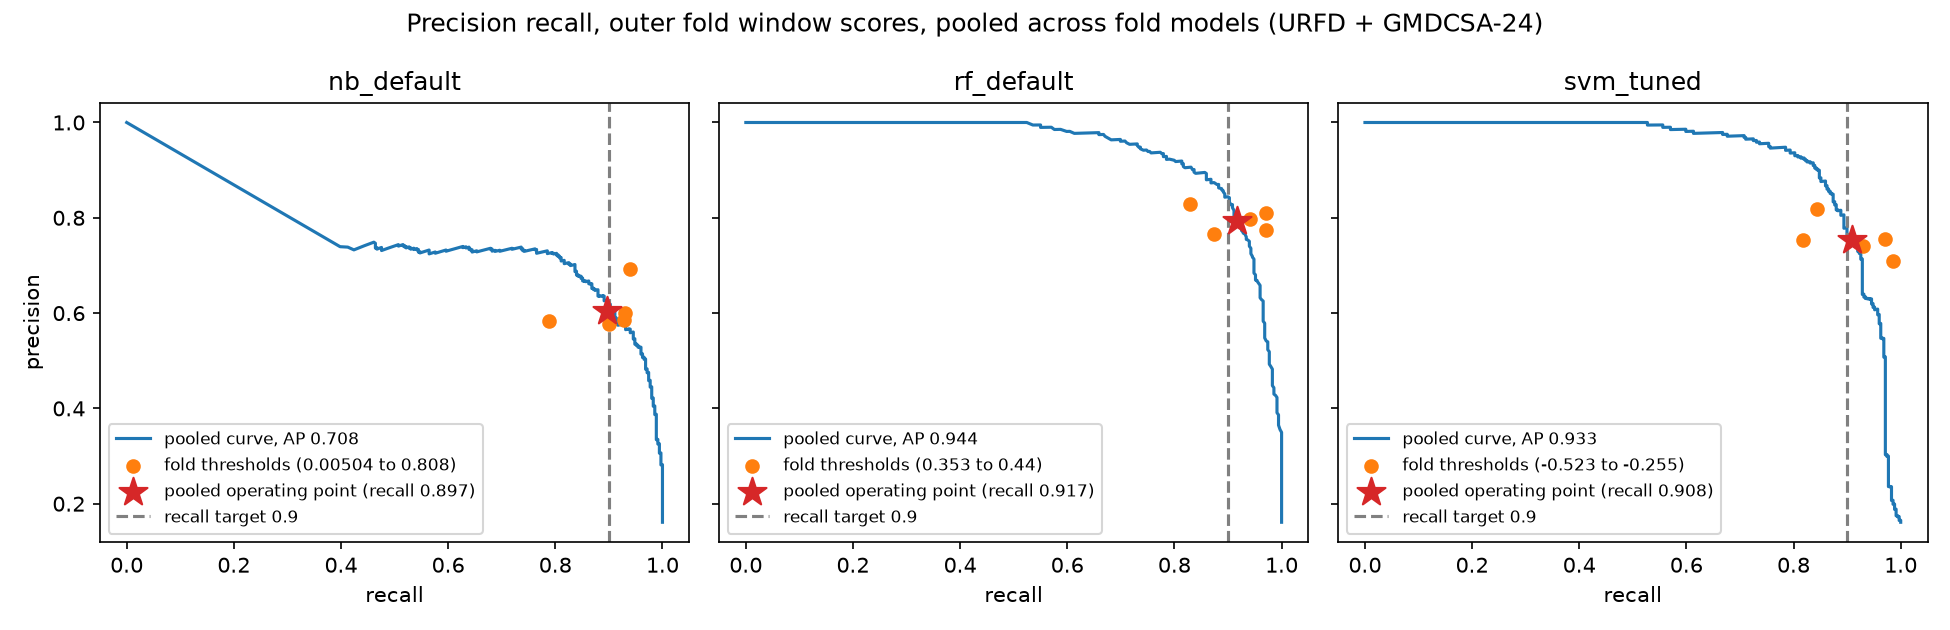 Precision recall, outer fold window scores, pooled across fold models (URFD + GMDCSA-24)
nb_default
precision
1.0
0.8
0.6
0.4
0.2
pooled curve, AP 0.708
fold thresholds (0.00504 to 0.808)
pooled operating point (recall 0.897)
recall target 0.9
0.0 0.2 0.4 0.6 0.8 1.0
recall
rf_default
pooled curve, AP 0.944
fold thresholds (0.353 to 0.44)
pooled operating point (recall 0.917)
recall target 0.9
0.0 0.2 0.4 0.6 0.8 1.0
recall
svm_tuned
pooled curve, AP 0.933
fold thresholds (-0.523 to -0.255)
pooled operating point (recall 0.908)
recall target 0.9
0.0 0.2 0.4 0.6 0.8 1.0
recall